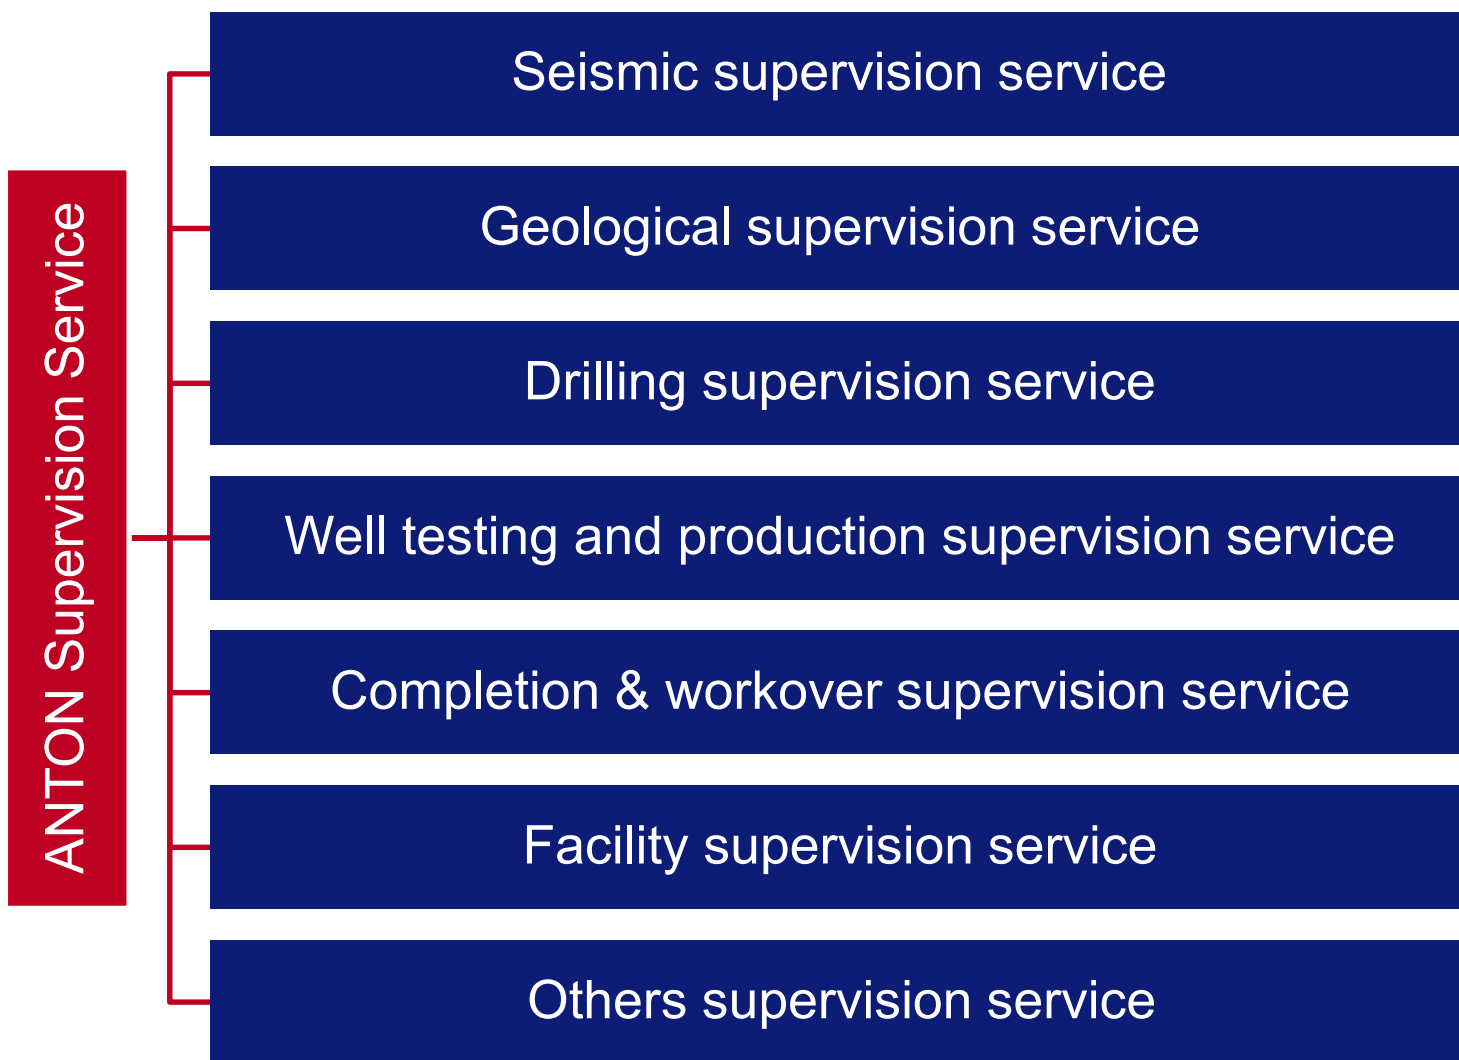 ANTON Supervision Service
Seismic supervision service
Geological supervision service
Drilling supervision service
Well testing and production supervision service
Completion & workover supervision service
Facility supervision service
Others supervision service